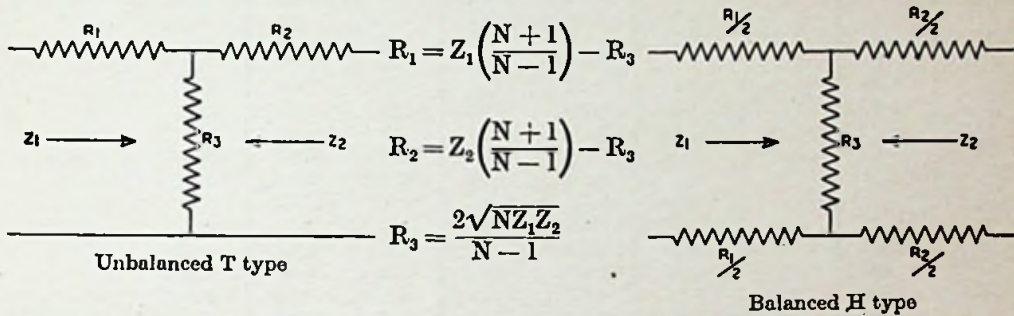 R1 R2
Z1 R3 Z2
Unbalanced T type
R₁ = Z₁((N + 1)/(N − 1)) − R₃
R₂ = Z₂((N + 1)/(N − 1)) − R₃
R₃ = 2√(NZ₁Z₂)/(N − 1)
R1/2 R2/2
Z1 R3 Z2
R1/2 R2/2
Balanced H type